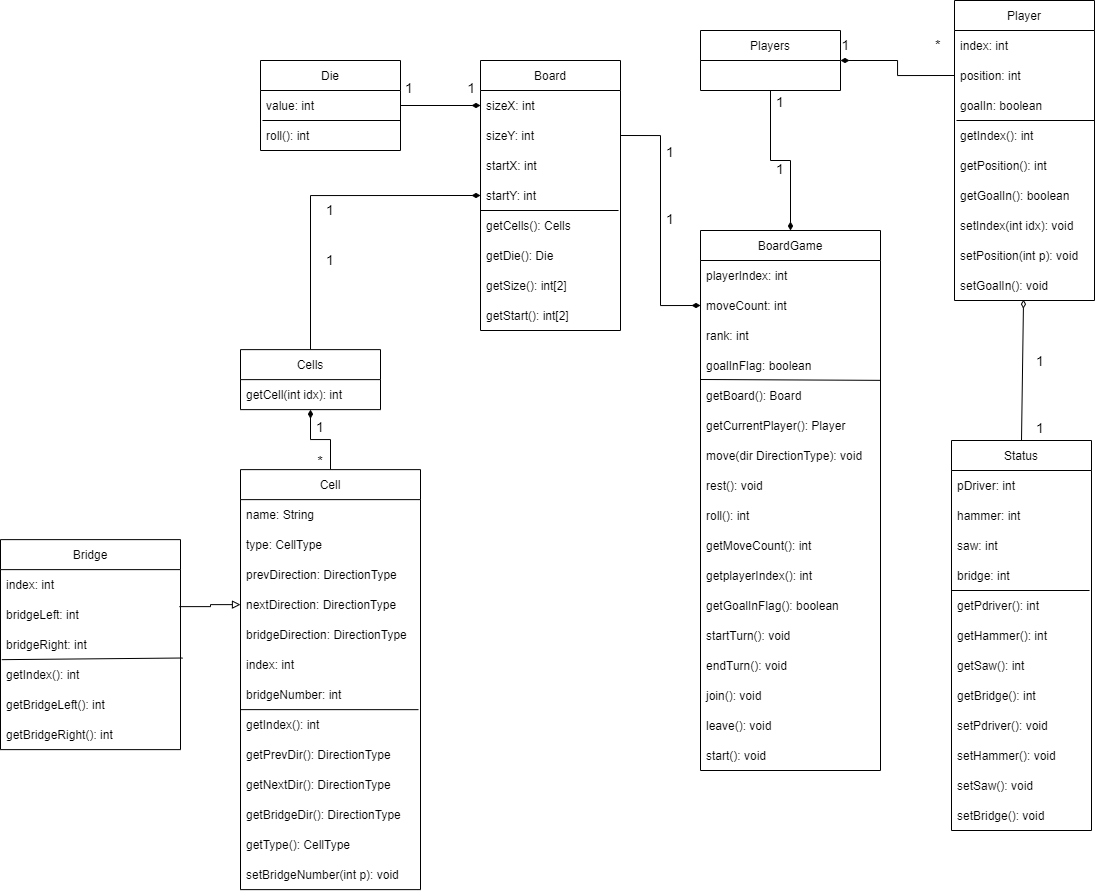 Die
value: int
roll(): int
1
1
Board
sizeX: int
sizeY: int
startX: int
startY: int
getCells(): Cells
getDie(): Die
getSize(): int[2]
getStart(): int[2]
1
1
1
1
Players
1
*
1
1
Player
index: int
position: int
goalIn: boolean
getIndex(): int
getPosition(): int
getGoalIn(): boolean
setIndex(int idx): void
setPosition(int p): void
setGoalIn(): void
1
1
BoardGame
playerIndex: int
moveCount: int
rank: int
goalInFlag: boolean
getBoard(): Board
getCurrentPlayer(): Player
move(dir DirectionType): void
rest(): void
roll(): int
getMoveCount(): int
getplayerIndex(): int
getGoalInFlag(): boolean
startTurn(): void
endTurn(): void
join(): void
leave(): void
start(): void
Status
pDriver: int
hammer: int
saw: int
bridge: int
getPdriver(): int
getHammer(): int
getSaw(): int
getBridge(): int
setPdriver(): void
setHammer(): void
setSaw(): void
setBridge(): void
Cells
getCell(int idx): int
1
*
Cell
name: String
type: CellType
prevDirection: DirectionType
nextDirection: DirectionType
bridgeDirection: DirectionType
index: int
bridgeNumber: int
getIndex(): int
getPrevDir(): DirectionType
getNextDir(): DirectionType
getBridgeDir(): DirectionType
getType(): CellType
setBridgeNumber(int p): void
Bridge
index: int
bridgeLeft: int
bridgeRight: int
getIndex(): int
getBridgeLeft(): int
getBridgeRight(): int